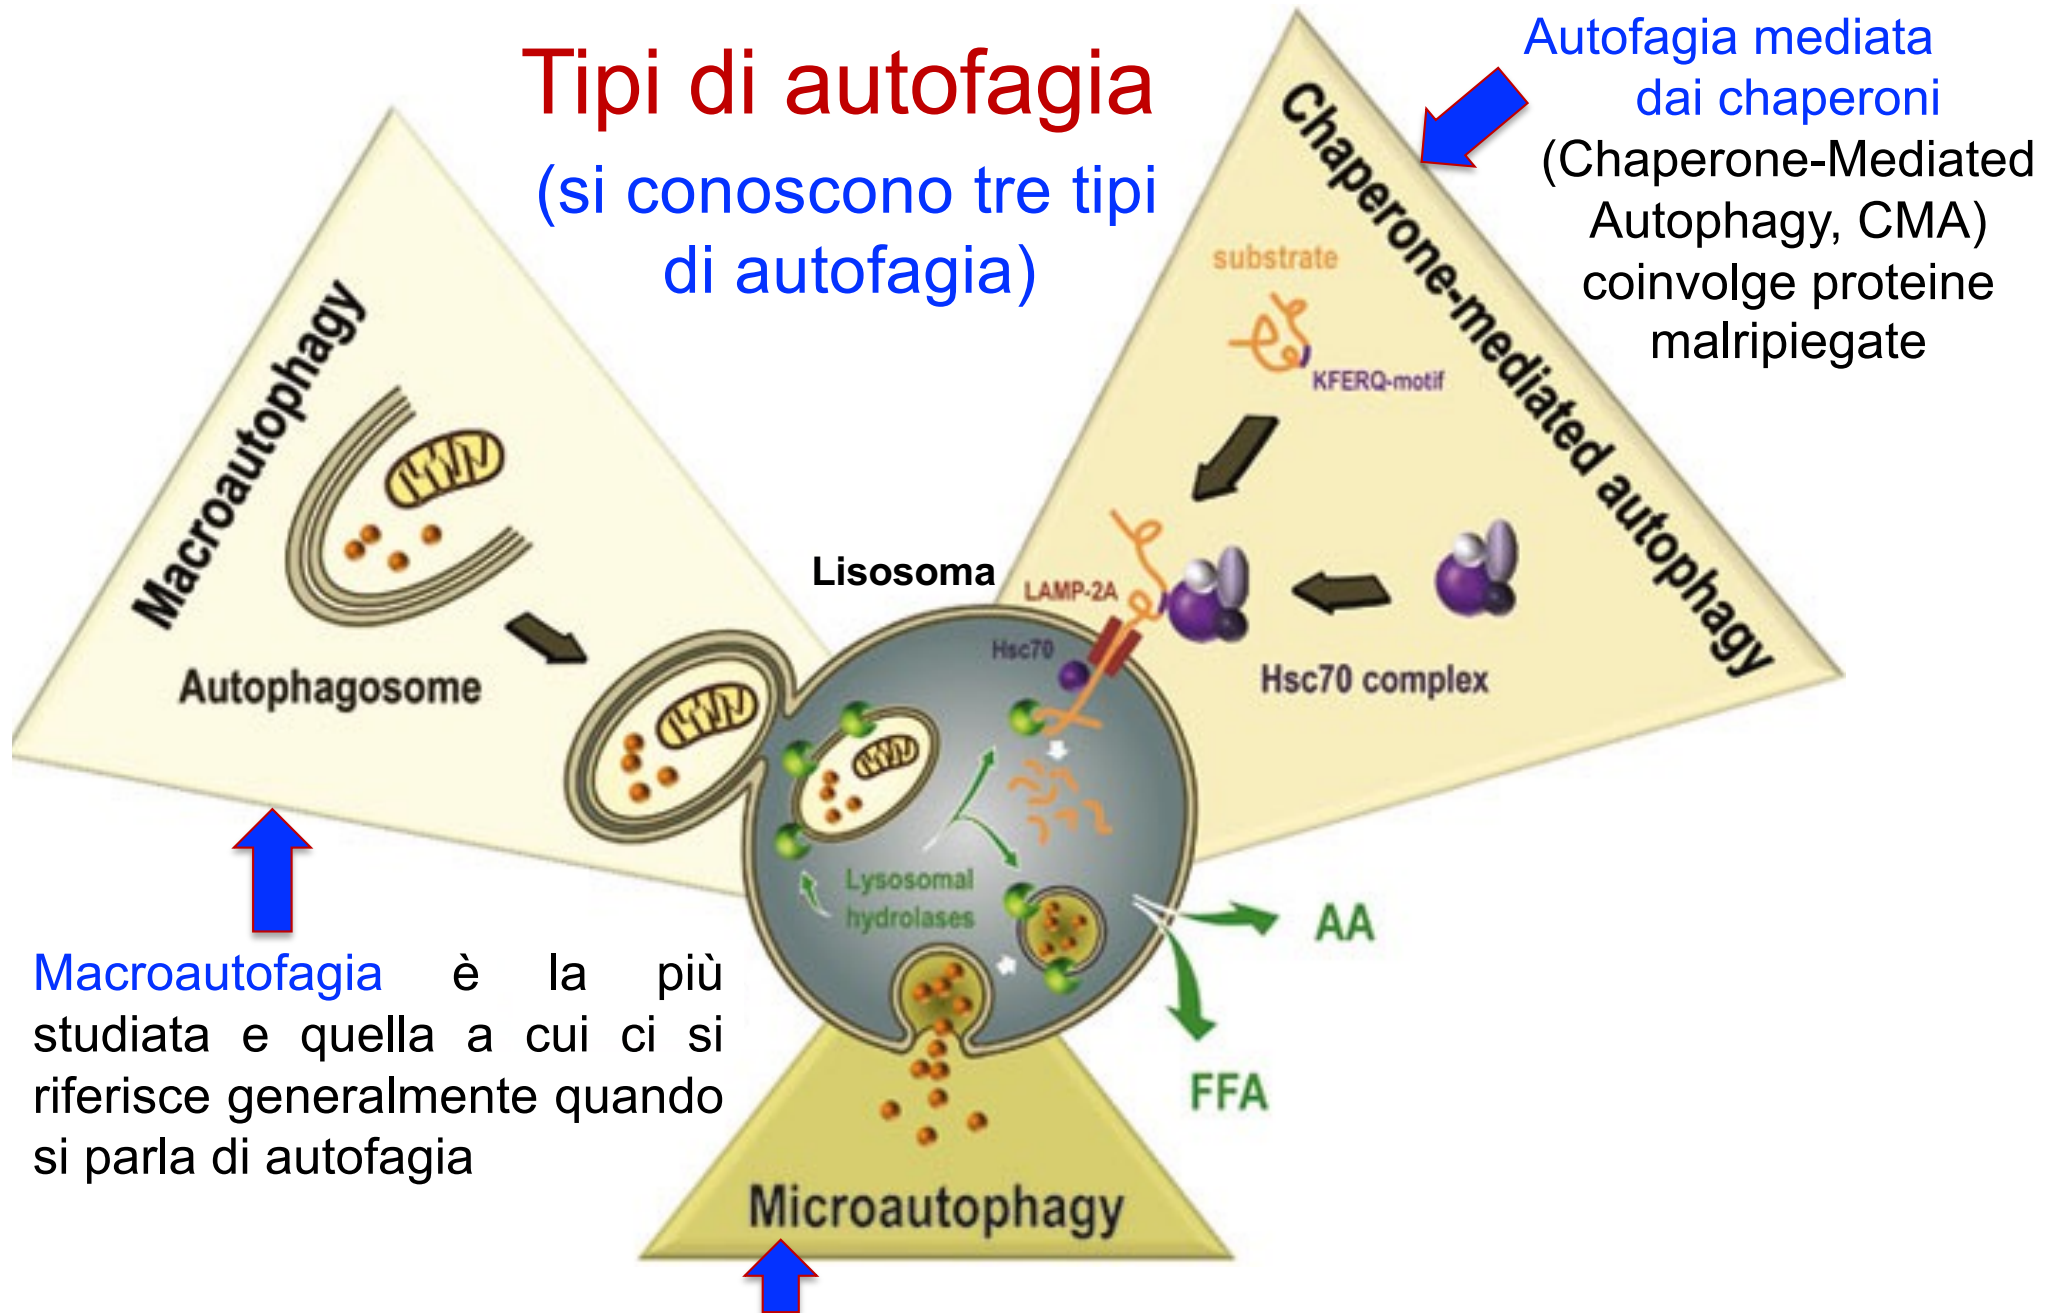 Tipi di autofagia
(si conoscono tre tipi
di autofagia)
Autofagia mediata
dai chaperoni
(Chaperone-Mediated
Autophagy, CMA)
coinvolge proteine
malripiegate
Macroautophagy
Autophagosome
Chaperone-mediated autophagy
substrate
KFERQ-motif
Lisosoma
LAMP-2A
Hsc70
Hsc70 complex
Lysosomal
hydrolases
AA
FFA
Macroautofagia è la più
studiata e quella a cui ci si
riferisce generalmente quando
si parla di autofagia
Microautophagy